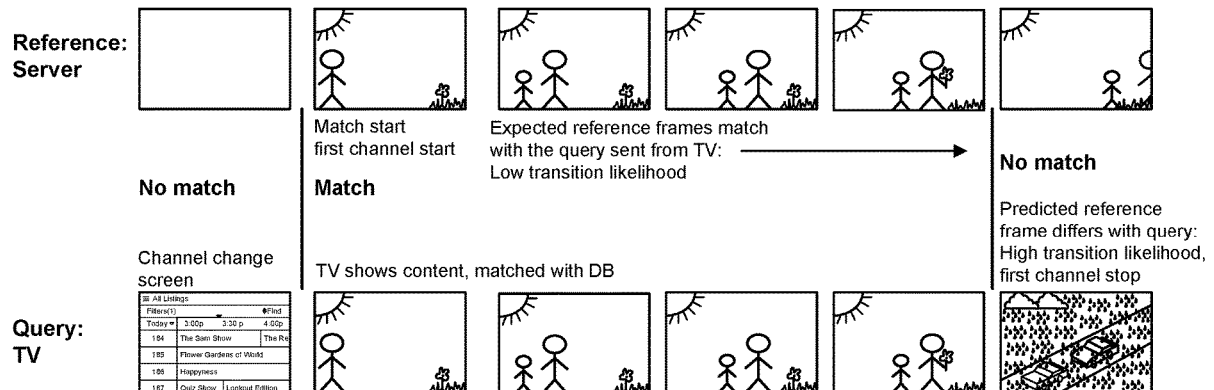 Reference:
Server
Match start
first channel start
Expected reference frames match
with the query sent from TV:
Low transition likelihood
No match
Match
No match
Predicted reference
frame differs with query:
High transition likelihood,
first channel stop
Channel change
screen
TV shows content, matched with DB
Query:
TV
All Listings
Filters(1) Find
Today 3:00p 3:30 p 4:00p
184 The Sam Show The Re
185 Flower Gardens of World
186 Happyness
187 Quiz Show Lookout Edition